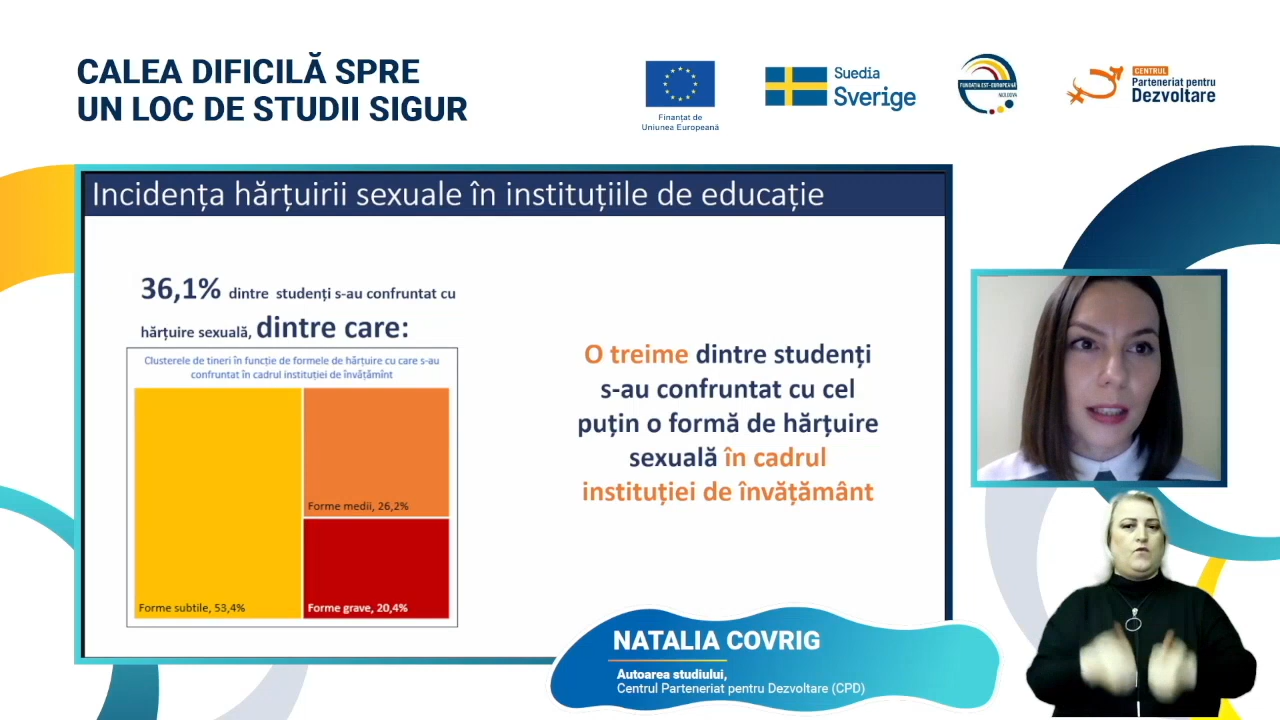 CALEA DIFICILĂ SPRE
UN LOC DE STUDII SIGUR
Finanțat de
Uniunea Europeană
Suedia
Sverige
FUNDAȚIA EST-EUROPEANĂ
MOLDOVA
CENTRUL
Parteneriat pentru
Dezvoltare
Incidența hărțuirii sexuale în instituțiile de educație
36,1% dintre studenți s-au confruntat cu
hărțuire sexuală, dintre care:
Clusterele de tineri în funcție de formele de hărțuire cu care s-au
confruntat în cadrul instituției de învățămînt
Forme medii, 26,2%
Forme subtile, 53,4%
Forme grave, 20,4%
O treime dintre studenți
s-au confruntat cu cel
puțin o formă de hărțuire
sexuală în cadrul
instituției de învățământ
NATALIA COVRIG
Autoarea studiului,
Centrul Parteneriat pentru Dezvoltare (CPD)